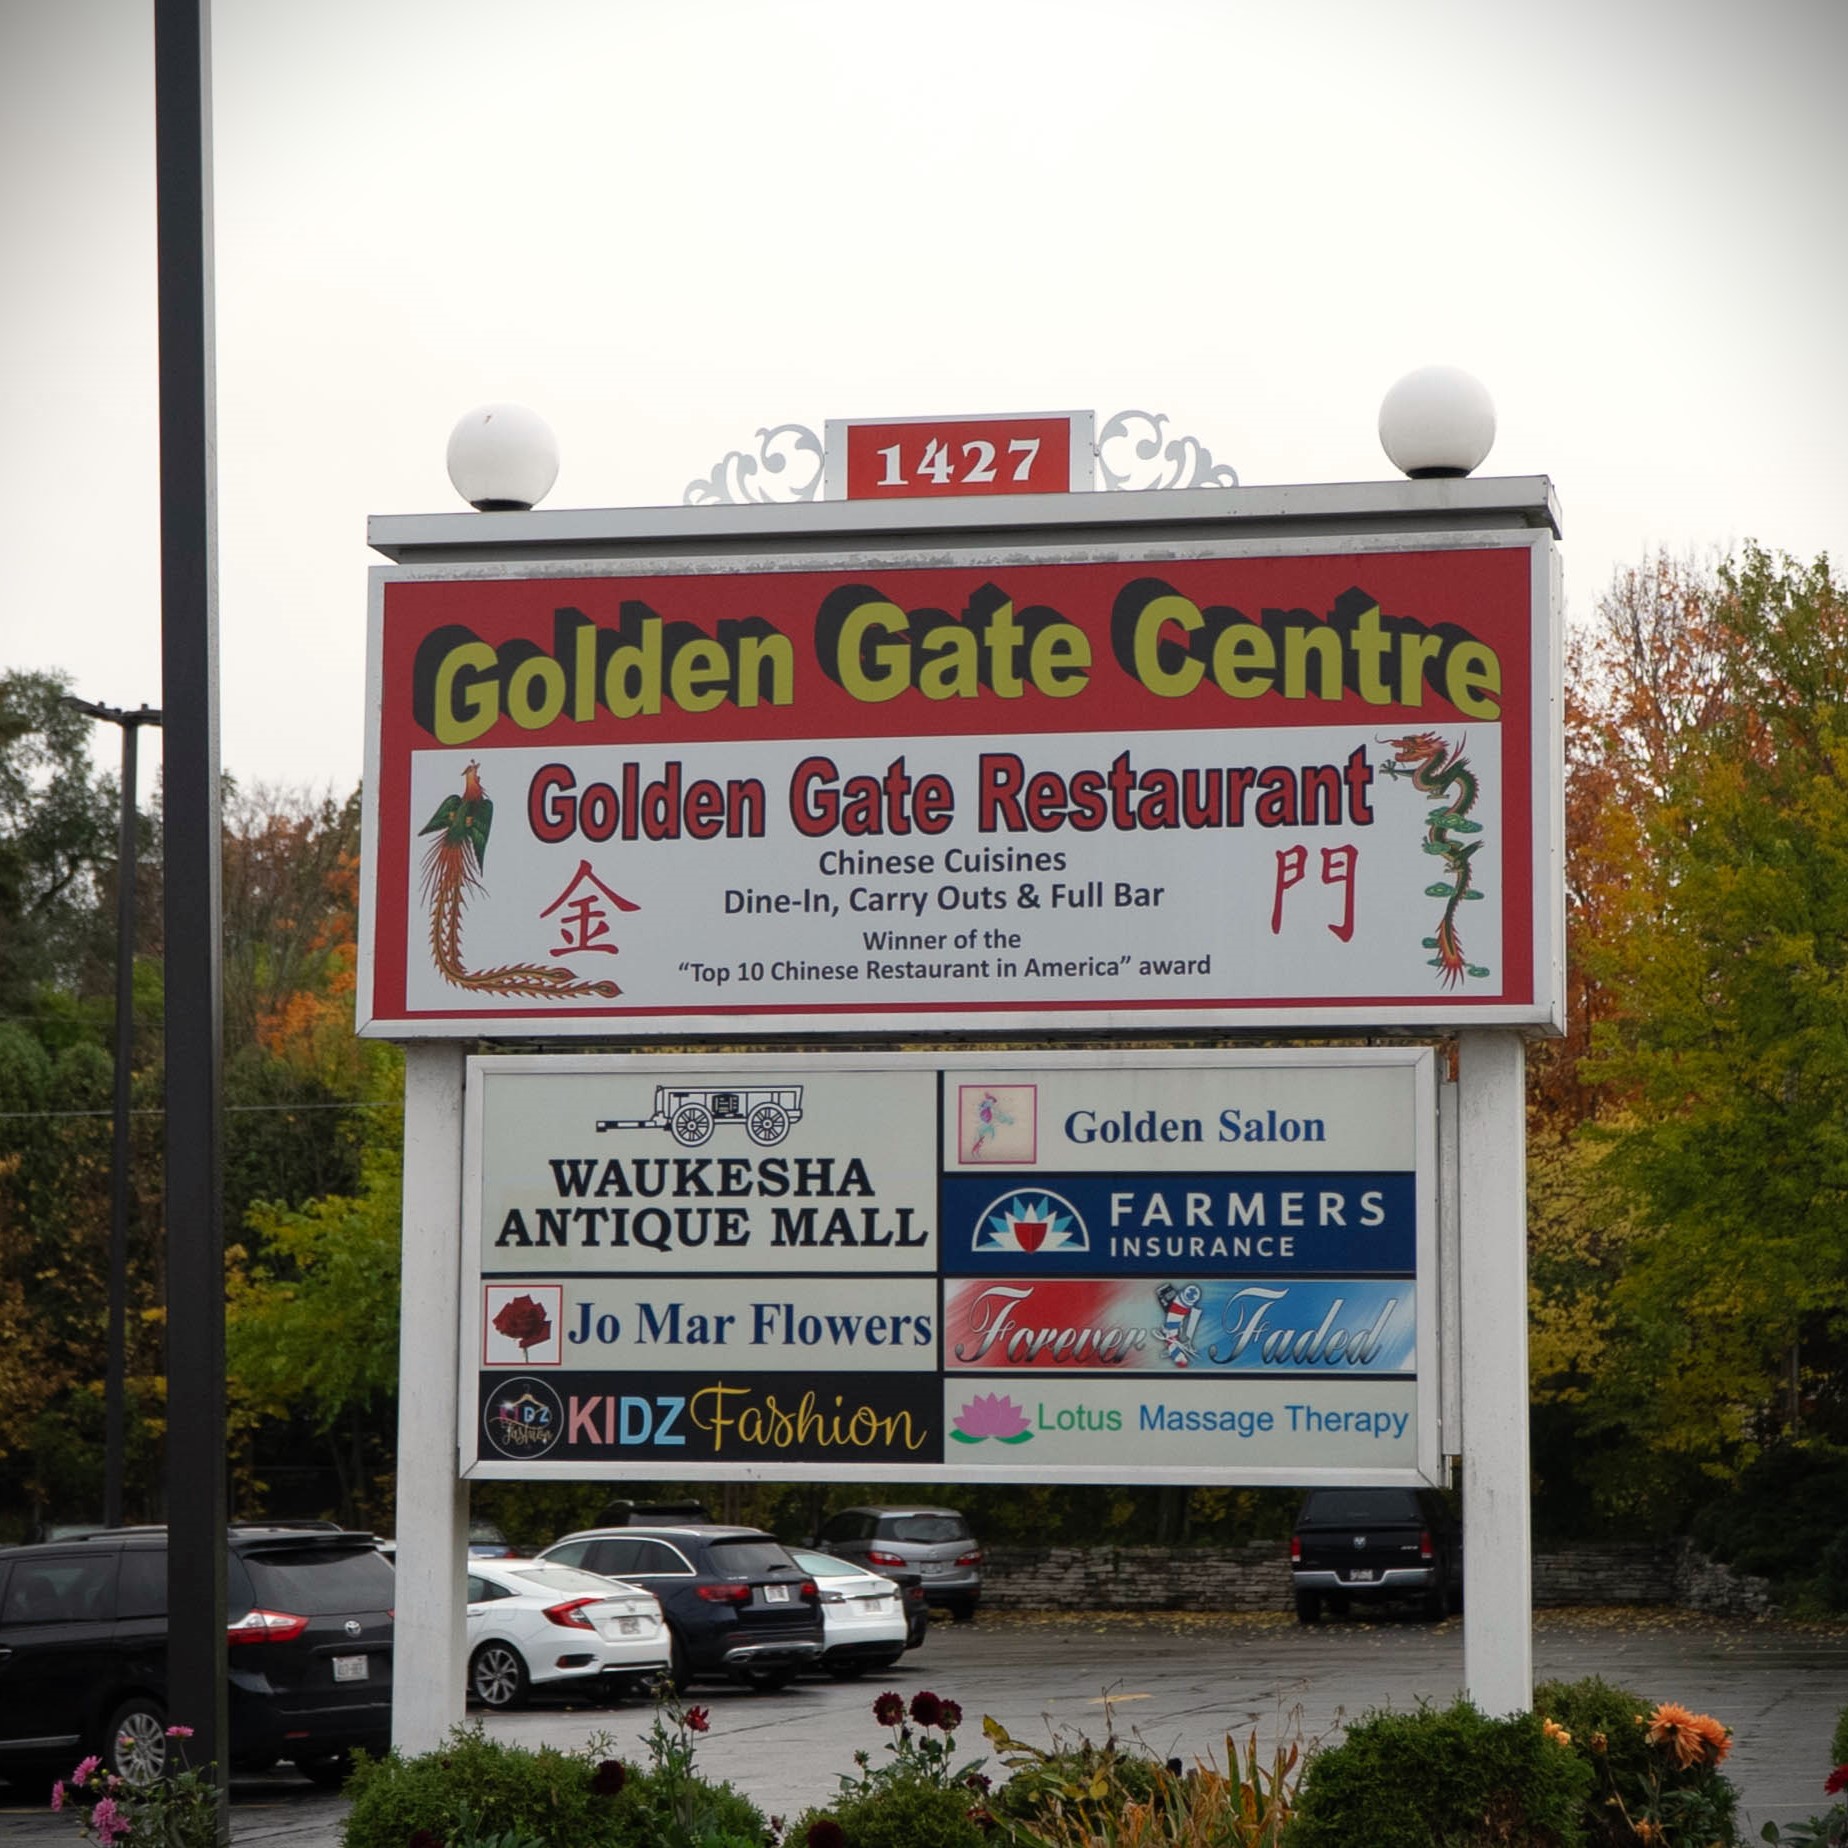 1427
Golden Gate Centre
Golden Gate Restaurant
Chinese Cuisines
Dine-In, Carry Outs & Full Bar
金 門
Winner of the
“Top 10 Chinese Restaurant in America” award
WAUKESHA
ANTIQUE MALL
Golden Salon
FARMERS
INSURANCE
Jo Mar Flowers
Forever Faded
KIDZ
Fashion
KIDZ Fashion
Lotus Massage Therapy